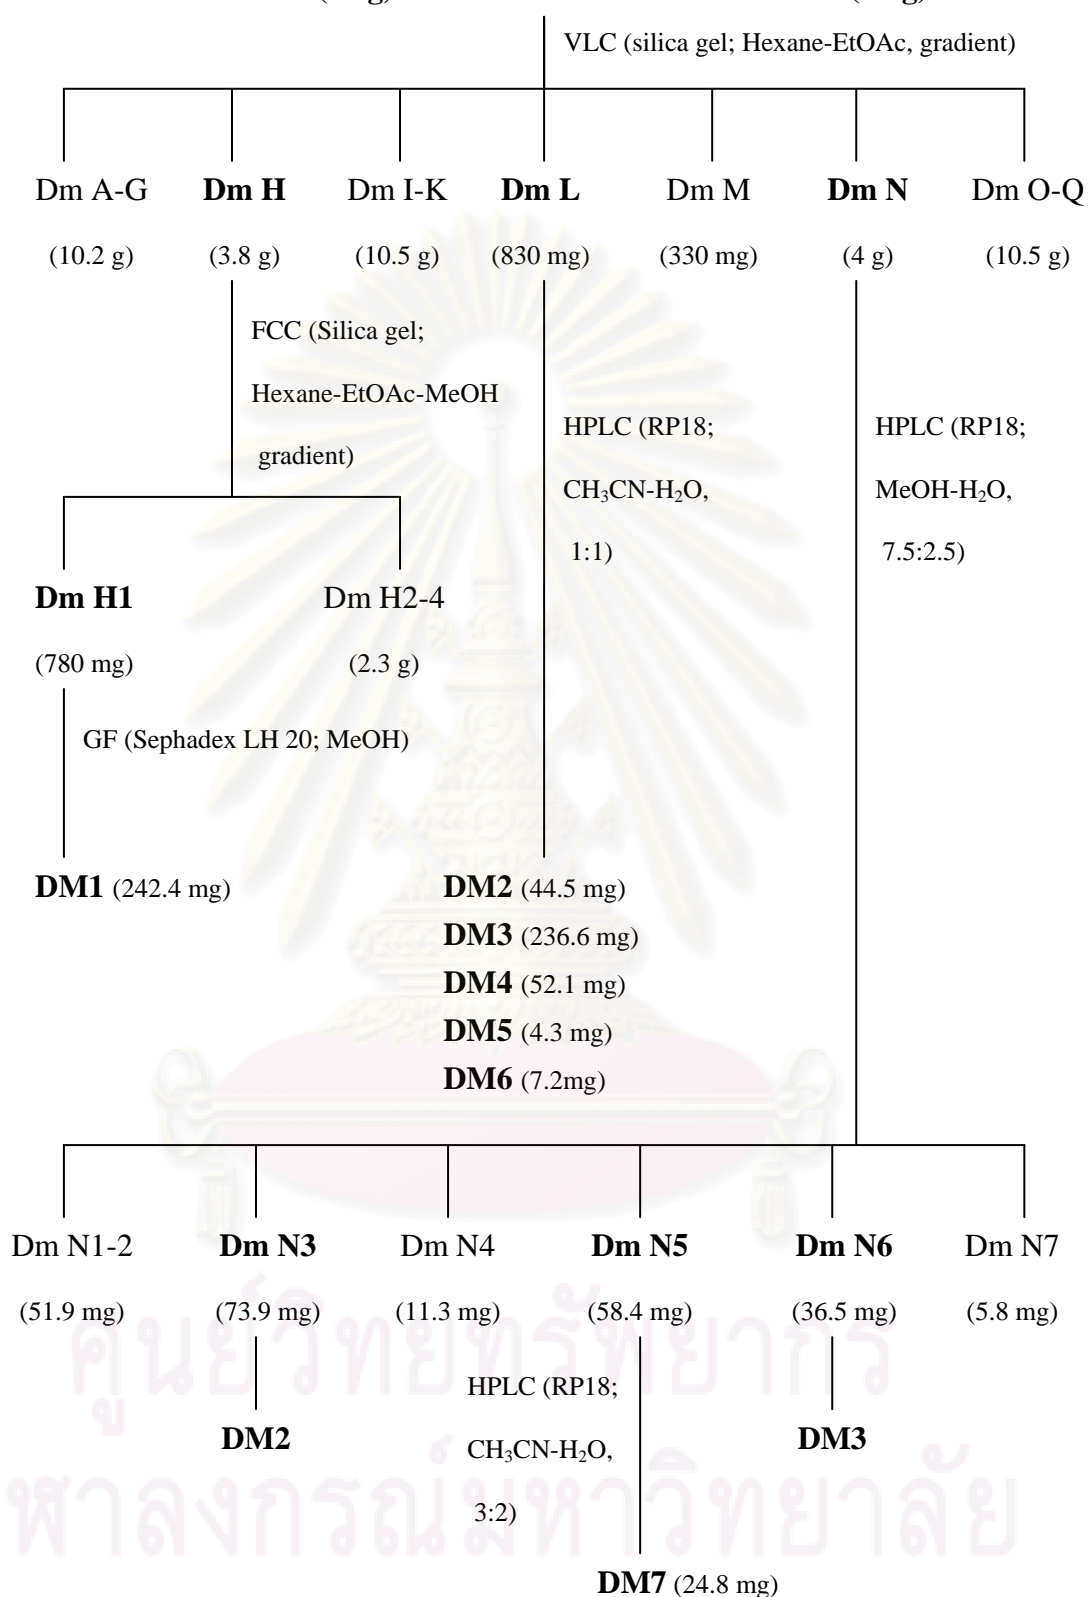 VLC (silica gel; Hexane-EtOAc, gradient)
Dm A-G Dm H Dm I-K Dm L Dm M Dm N Dm O-Q
(10.2 g) (3.8 g) (10.5 g) (830 mg) (330 mg) (4 g) (10.5 g)
FCC (Silica gel;
Hexane-EtOAc-MeOH
gradient)
HPLC (RP18;
CH₃CN-H₂O,
1:1)
HPLC (RP18;
MeOH-H₂O,
7.5:2.5)
Dm H1 Dm H2-4
(780 mg) (2.3 g)
GF (Sephadex LH 20; MeOH)
DM1 (242.4 mg)
DM2 (44.5 mg)
DM3 (236.6 mg)
DM4 (52.1 mg)
DM5 (4.3 mg)
DM6 (7.2mg)
Dm N1-2 Dm N3 Dm N4 Dm N5 Dm N6 Dm N7
(51.9 mg) (73.9 mg) (11.3 mg) (58.4 mg) (36.5 mg) (5.8 mg)
HPLC (RP18;
CH₃CN-H₂O,
3:2)
DM2 DM3
DM7 (24.8 mg)
ศูนย์วิทยทรัพยากร
จุฬาลงกรณ์มหาวิทยาลัย